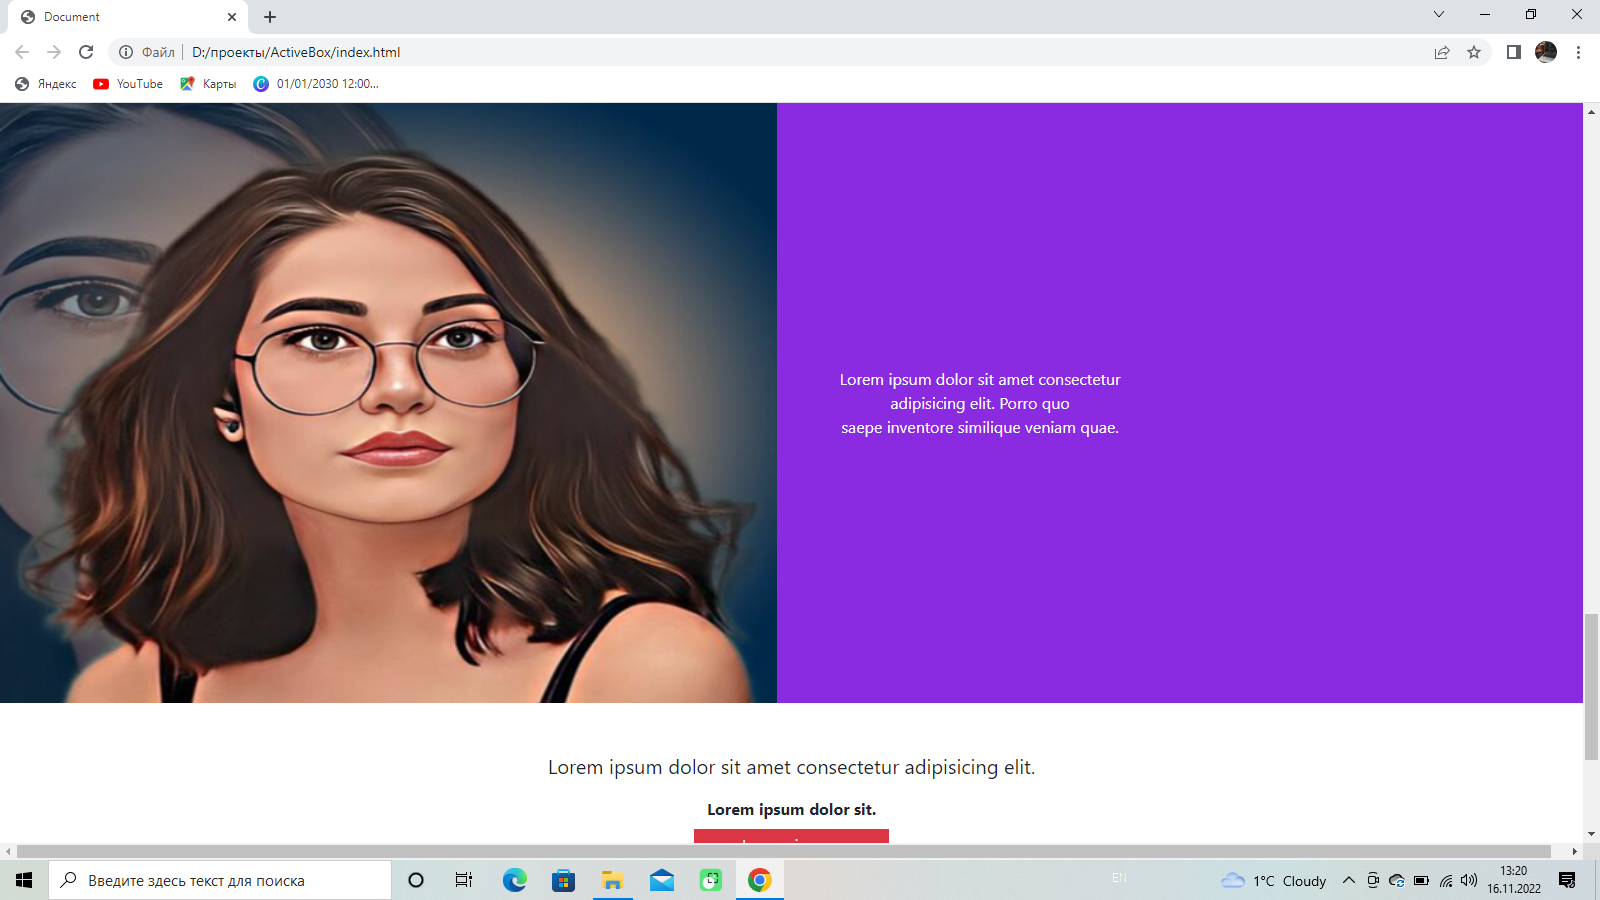 Document
Файл
D:/проекты/ActiveBox/index.html
Яндекс
YouTube
Карты
01/01/2030 12:00...
Lorem ipsum dolor sit amet consectetur
adipisicing elit. Porro quo
saepe inventore similique veniam quae.
Lorem ipsum dolor sit amet consectetur adipisicing elit.
Lorem ipsum dolor sit.
Введите здесь текст для поиска
EN
1°C Cloudy
13:20
16.11.2022